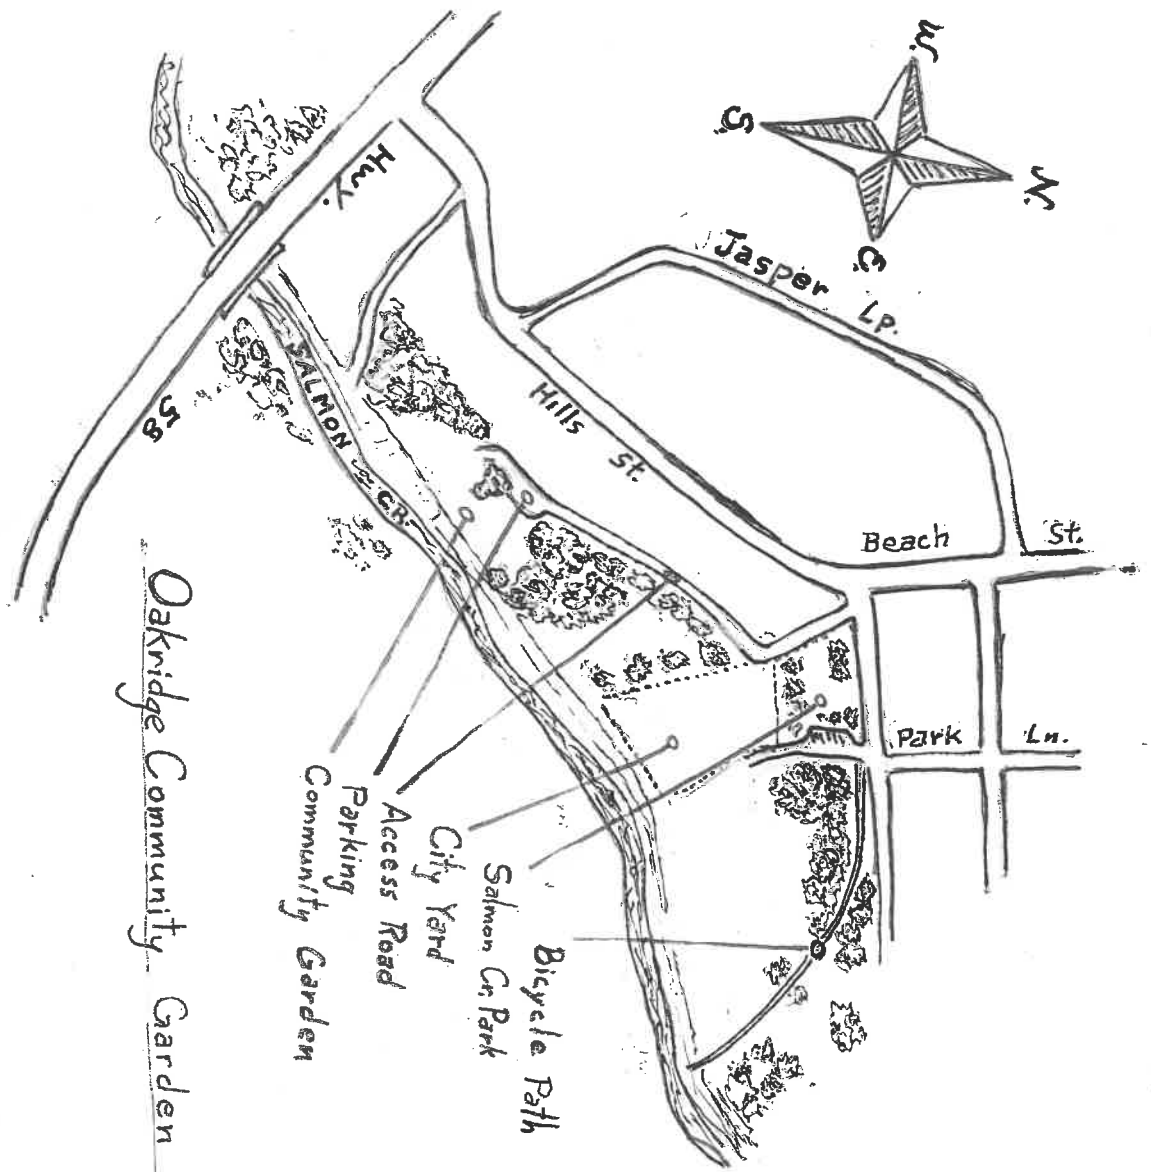 W.
S.
N.
E.
Jasper Lp.
Hwy.
58
SALMON CR.
Hills St.
Beach St.
Park Ln.
Bicycle Path
Salmon Cr. Park
City Yard
Access Road
Parking
Community Garden
Oakridge Community Garden